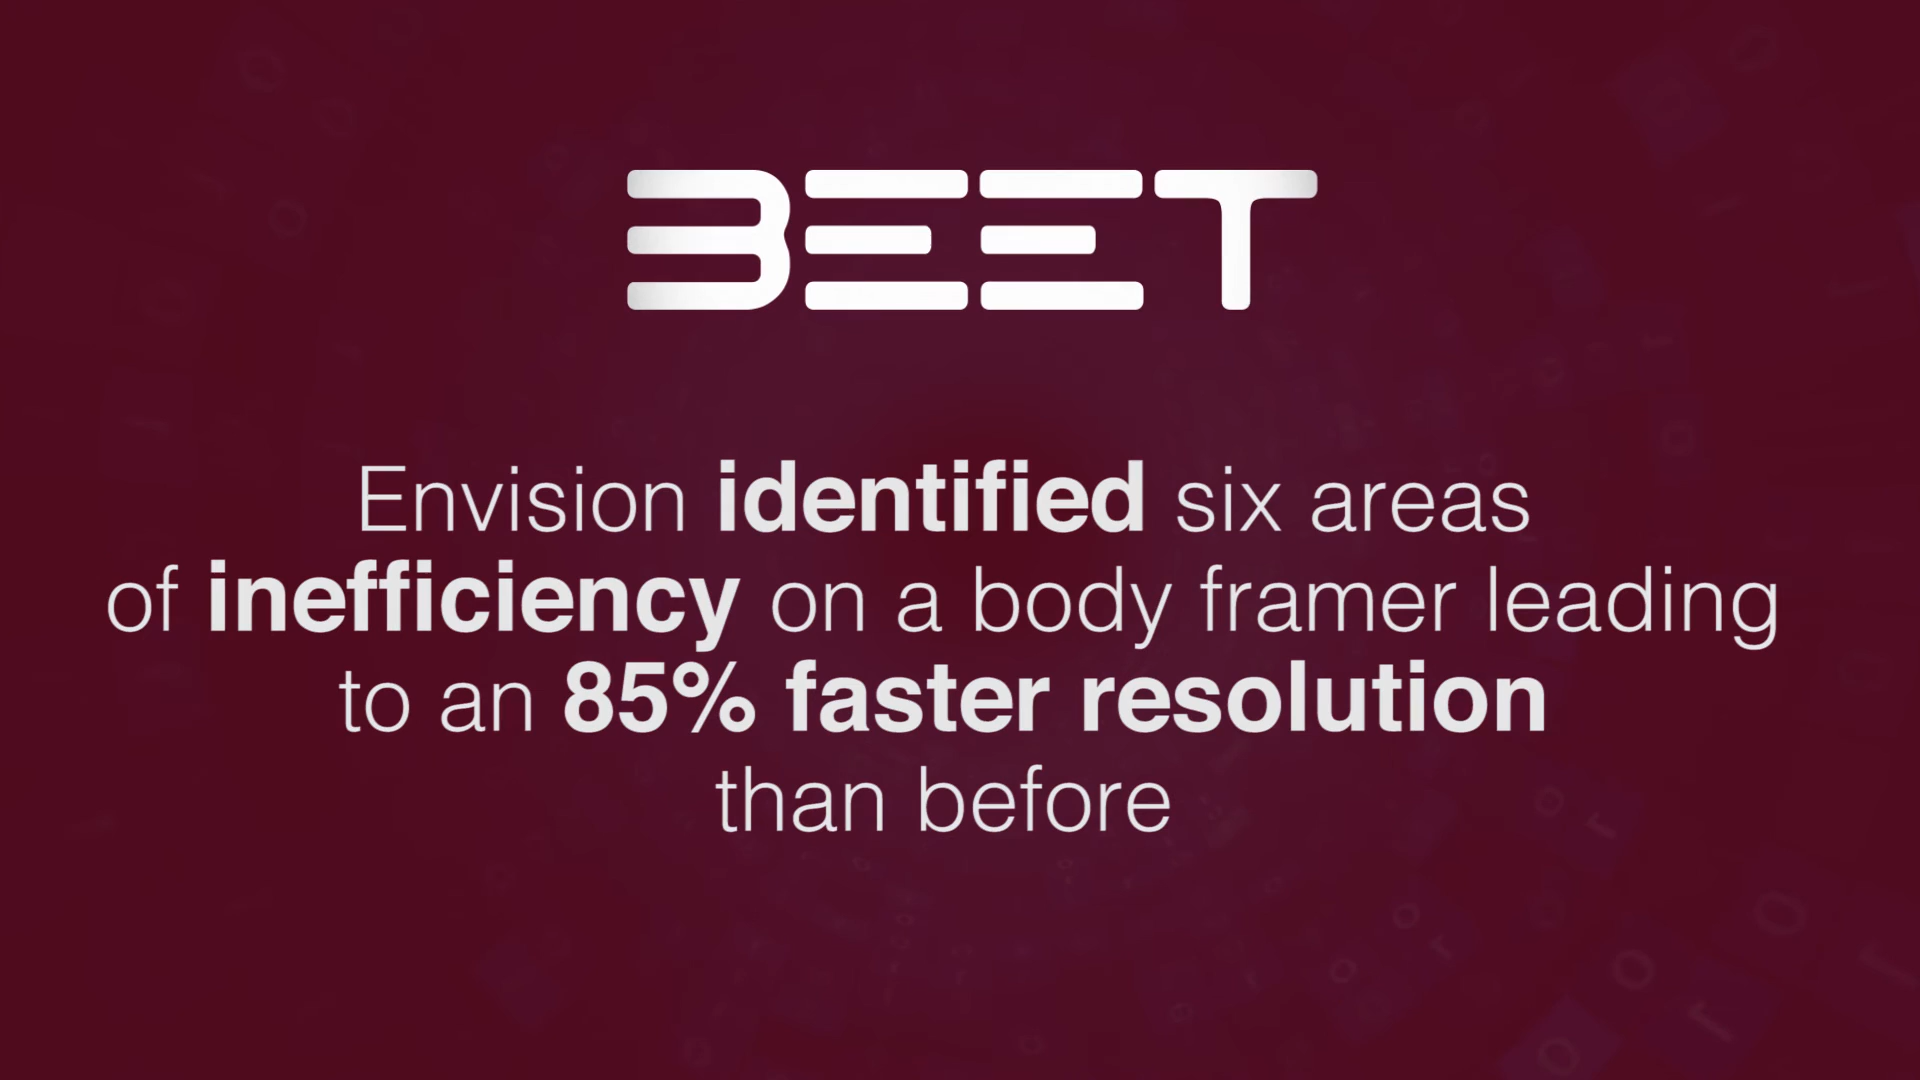 BEET
Envision identified six areas
of inefficiency on a body framer leading
to an 85% faster resolution
than before